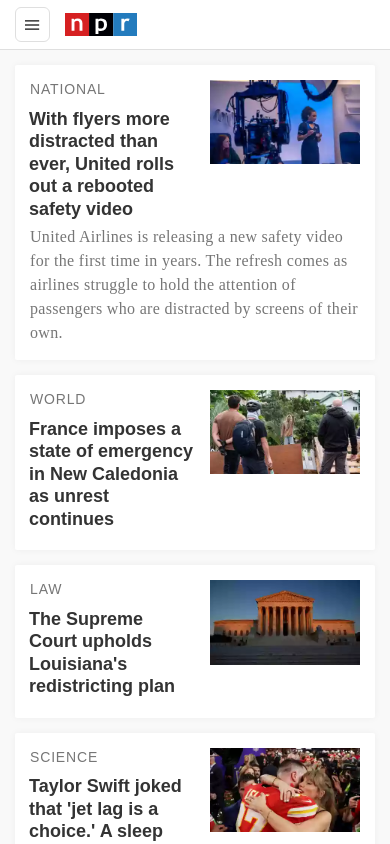 npr
NATIONAL
With flyers more
distracted than
ever, United rolls
out a rebooted
safety video
United Airlines is releasing a new safety video
for the first time in years. The refresh comes as
airlines struggle to hold the attention of
passengers who are distracted by screens of their
own.
WORLD
France imposes a
state of emergency
in New Caledonia
as unrest
continues
LAW
The Supreme
Court upholds
Louisiana's
redistricting plan
SCIENCE
Taylor Swift joked
that 'jet lag is a
choice.' A sleep